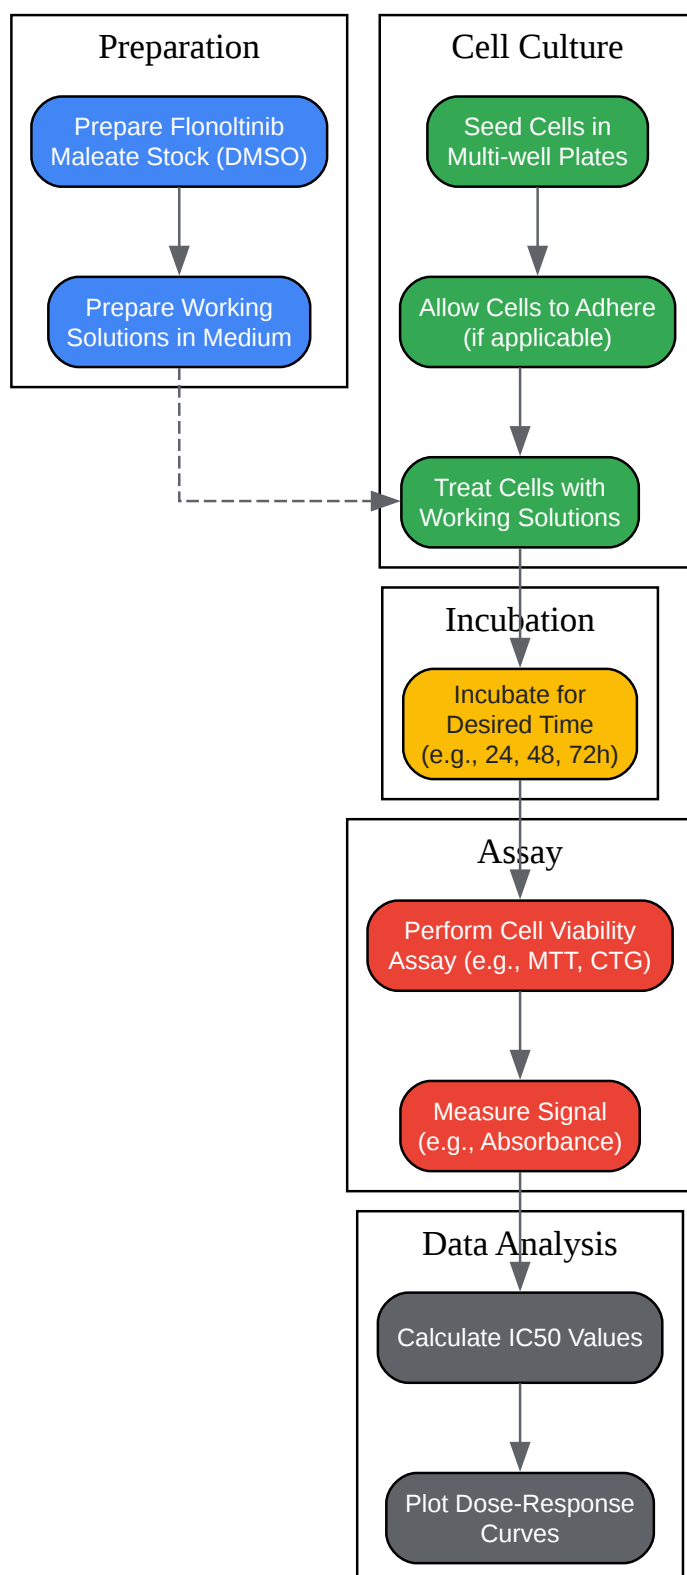 Preparation
Prepare Flonoltinib
Maleate Stock (DMSO)
Prepare Working
Solutions in Medium
Cell Culture
Seed Cells in
Multi-well Plates
Allow Cells to Adhere
(if applicable)
Treat Cells with
Working Solutions
Incubation
Incubate for
Desired Time
(e.g., 24, 48, 72h)
Assay
Perform Cell Viability
Assay (e.g., MTT, CTG)
Measure Signal
(e.g., Absorbance)
Data Analysis
Calculate IC50 Values
Plot Dose-Response
Curves